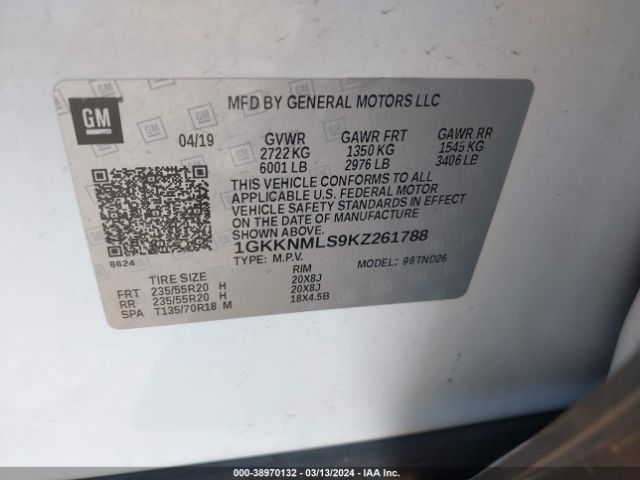 GM
MFD BY GENERAL MOTORS LLC
04/19 GVWR GAWR FRT GAWR RR
2722 KG 1350 KG 1545 KG
6001 LB 2976 LB 3406 LB
THIS VEHICLE CONFORMS TO ALL
APPLICABLE U.S. FEDERAL MOTOR
VEHICLE SAFETY STANDARDS IN EFFECT
ON THE DATE OF MANUFACTURE
SHOWN ABOVE.
8624
1GKKNMLS9KZ261788
TYPE: M.P.V. MODEL: 98TND26
TIRE SIZE RIM
FRT 235/55R20 H 20X8J
RR 235/55R20 H 20X8J
SPA T135/70R18 M 18X4.5B
000-38970132 — 03/13/2024 — IAA Inc.